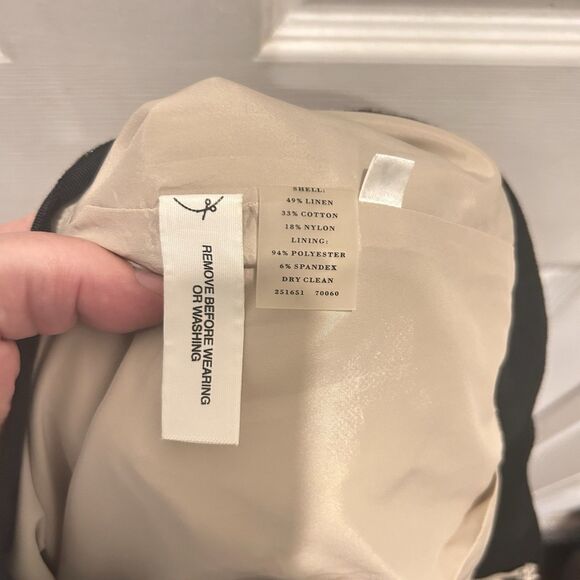 SHELL:
49% LINEN
33% COTTON
18% NYLON
LINING:
94% POLYESTER
6% SPANDEX
DRY CLEAN
251651 70060
REMOVE BEFORE WEARING
OR WASHING